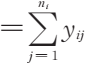 = \sum_{j=1}^{n_i} y_{ij}